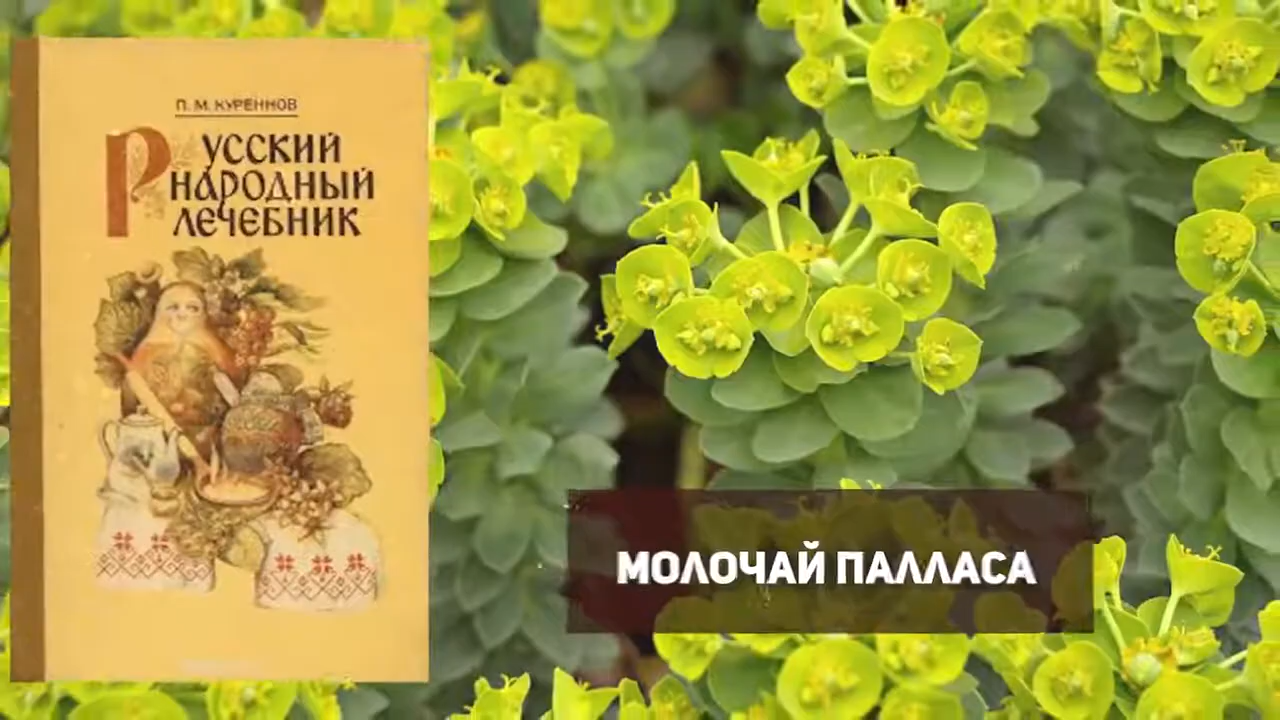 П. М. КУРЕННОВ
РУССКИЙ
НАРОДНЫЙ
ЛЕЧЕБНИК
МОЛОЧАЙ ПАЛЛАСА